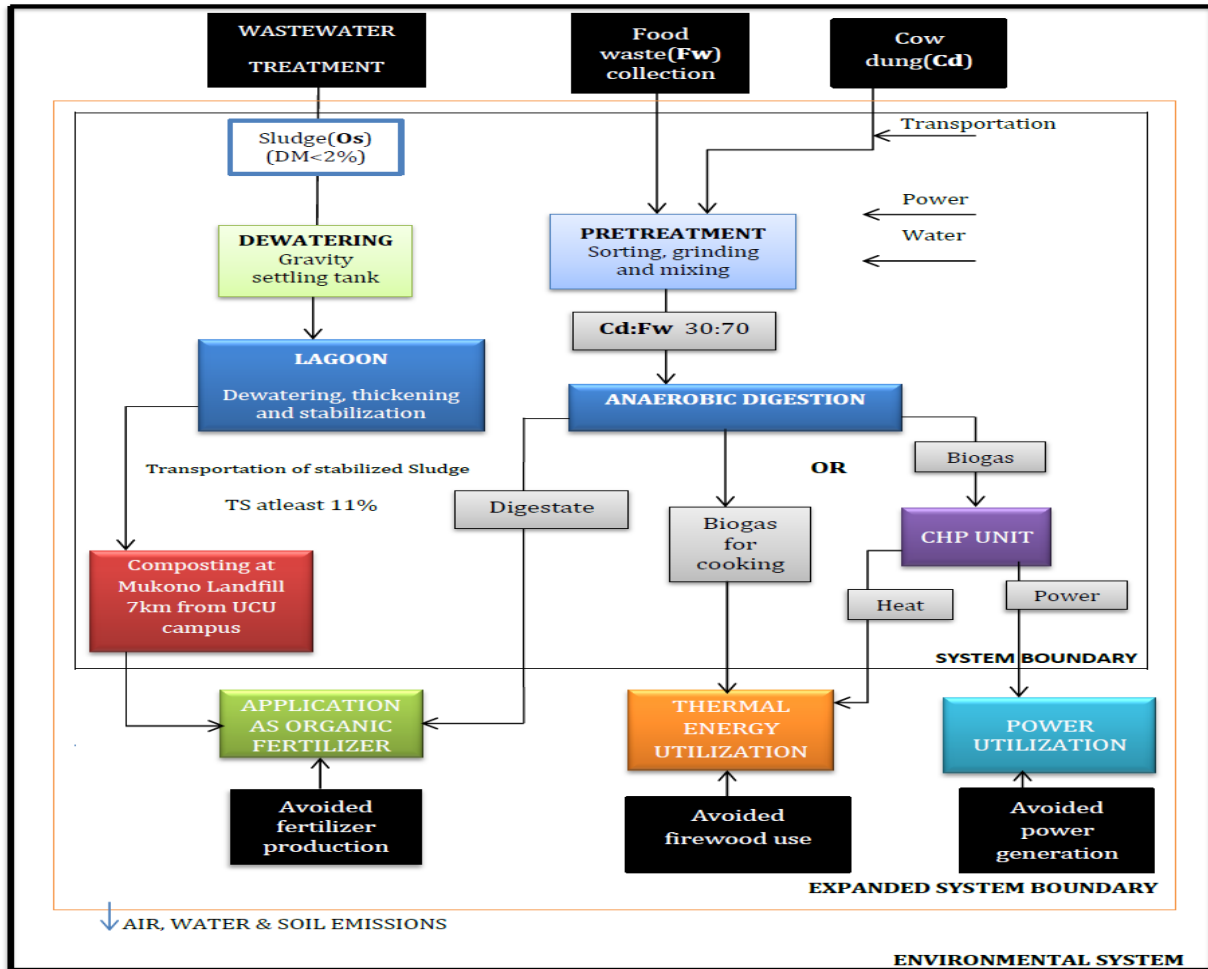 WASTEWATER
TREATMENT
Food
waste(Fw)
collection
Cow
dung(Cd)
Sludge(Os)
(DM<2%)
Transportation
Power
Water
DEWATERING
Gravity
settling tank
PRETREATMENT
Sorting, grinding
and mixing
Cd:Fw 30:70
LAGOON
Dewatering, thickening
and stabilization
ANAEROBIC DIGESTION
Transportation of stabilized Sludge
TS atleast 11%
OR
Biogas
Digestate
Biogas
for
cooking
CHP UNIT
Composting at
Mukono Landfill
7km from UCU
campus
Heat
Power
SYSTEM BOUNDARY
APPLICATION
AS ORGANIC
FERTILIZER
THERMAL
ENERGY
UTILIZATION
POWER
UTILIZATION
Avoided
fertilizer
production
Avoided
firewood use
Avoided
power
generation
EXPANDED SYSTEM BOUNDARY
AIR, WATER & SOIL EMISSIONS
ENVIRONMENTAL SYSTEM